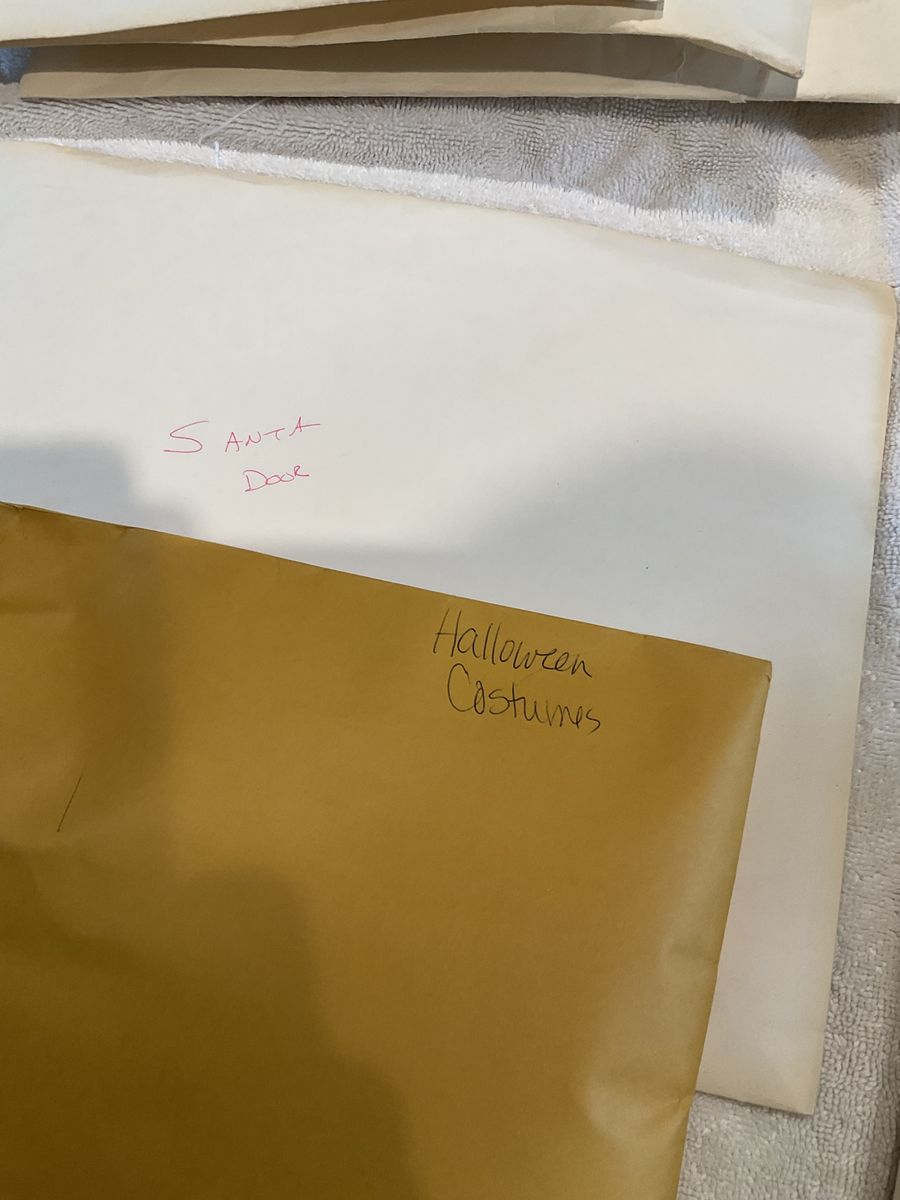 SANTA
DOOR
Halloween
Costumes